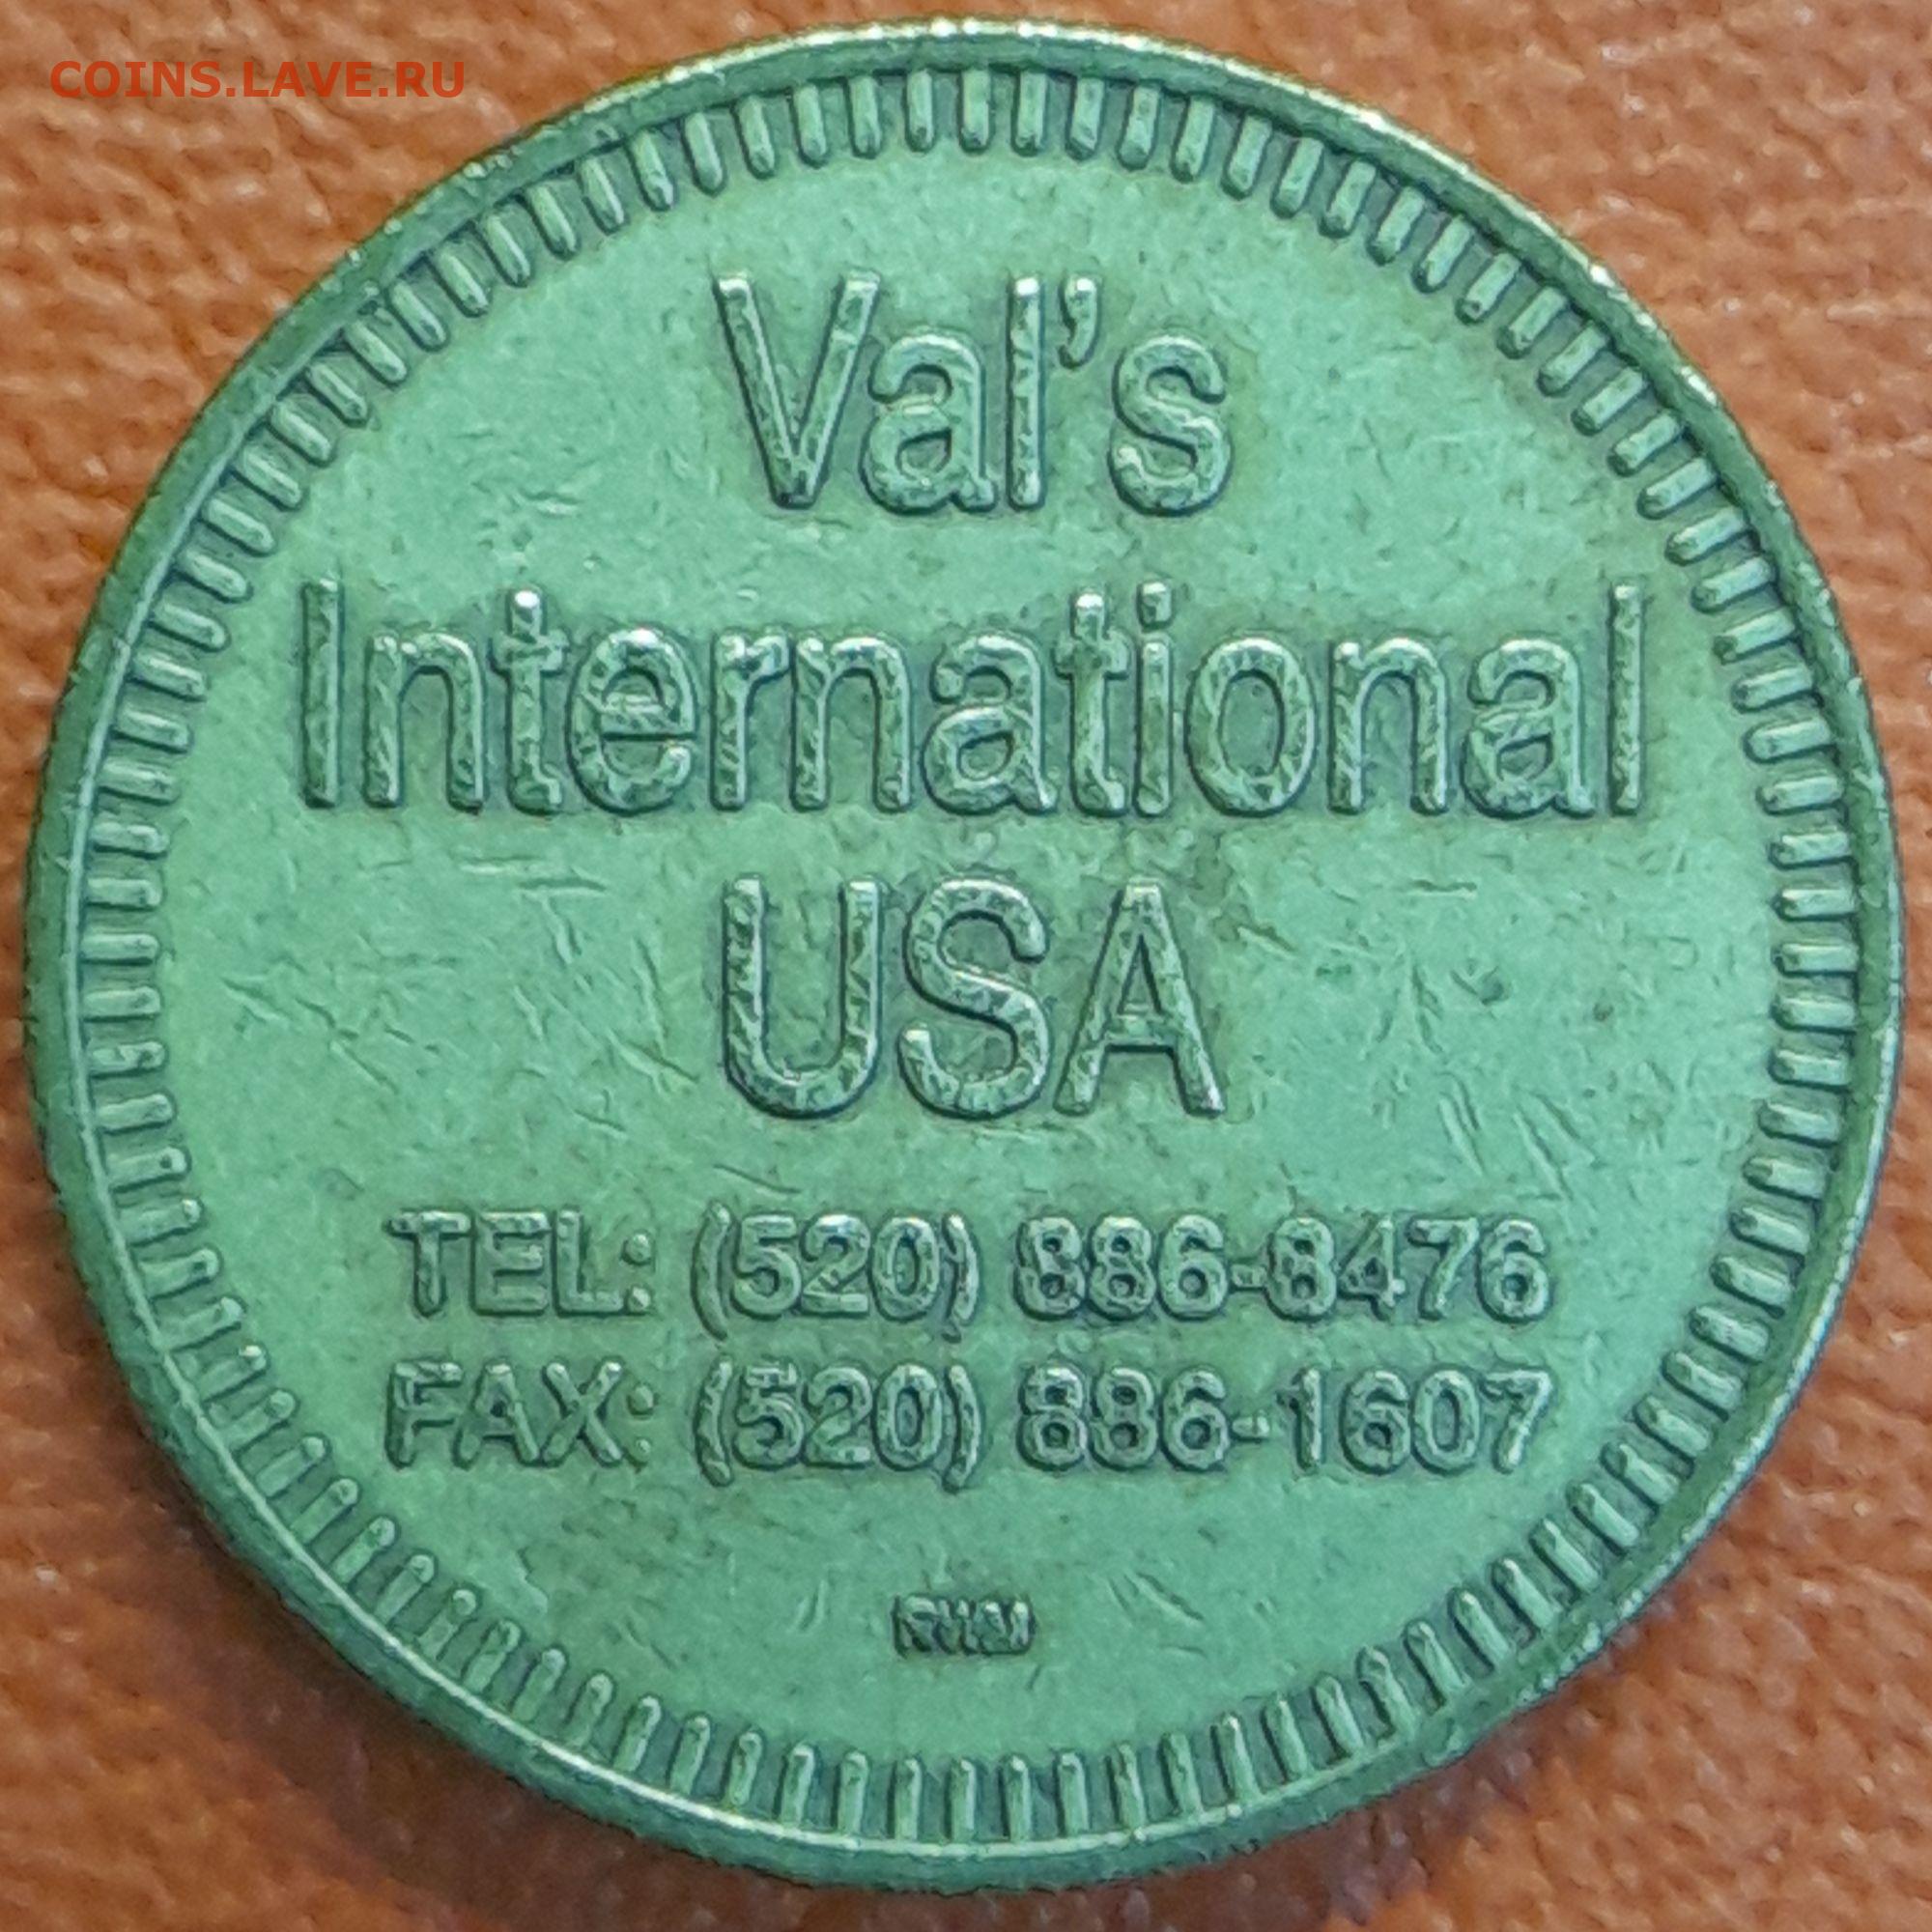 COINS.LAVE.RU
Val's
International
USA
TEL: (520) 886-8476
FAX: (520) 886-1607